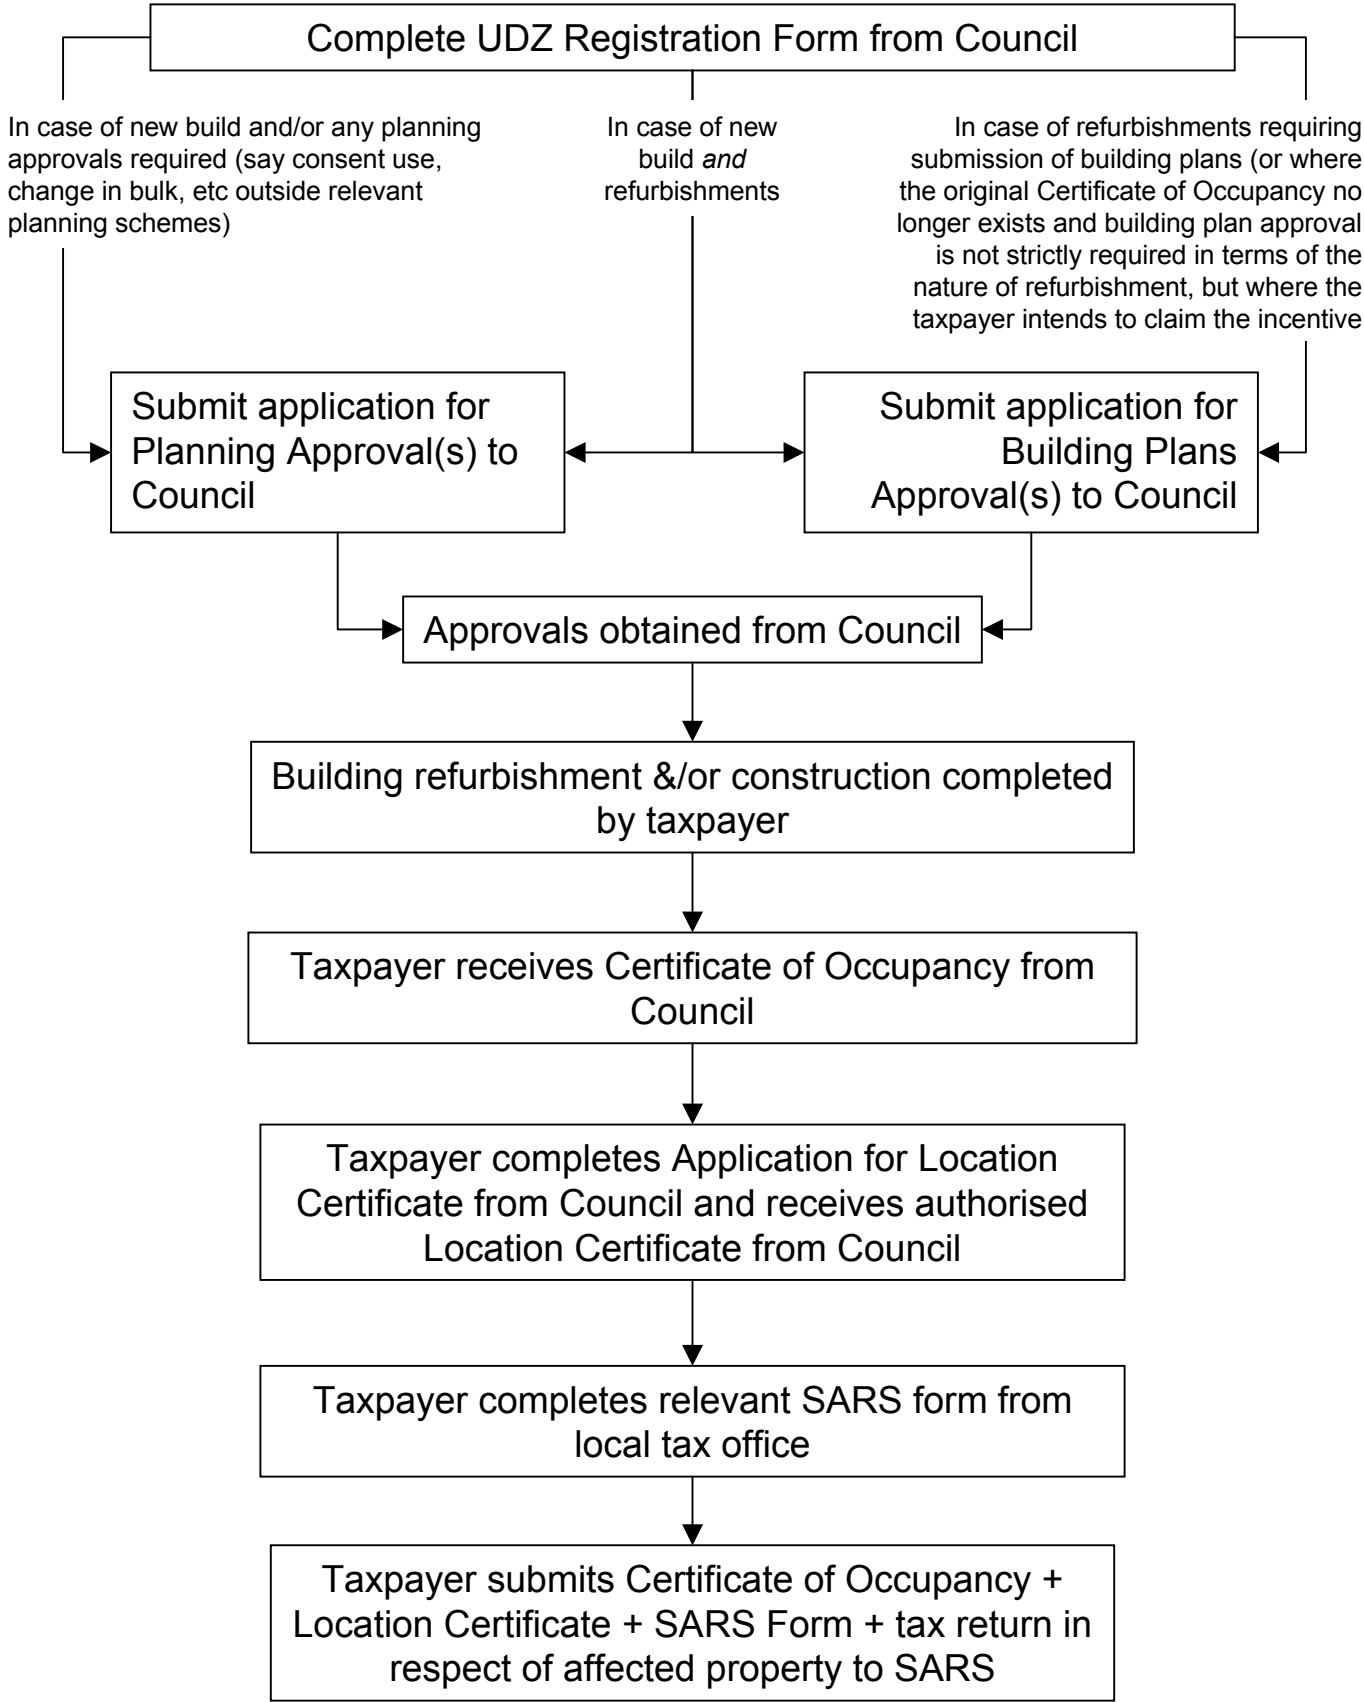 Complete UDZ Registration Form from Council
In case of new build and/or any planning
approvals required (say consent use,
change in bulk, etc outside relevant
planning schemes)
In case of new
build and
refurbishments
In case of refurbishments requiring
submission of building plans (or where
the original Certificate of Occupancy no
longer exists and building plan approval
is not strictly required in terms of the
nature of refurbishment, but where the
taxpayer intends to claim the incentive
Submit application for
Planning Approval(s) to
Council
Submit application for
Building Plans
Approval(s) to Council
Approvals obtained from Council
Building refurbishment &/or construction completed
by taxpayer
Taxpayer receives Certificate of Occupancy from
Council
Taxpayer completes Application for Location
Certificate from Council and receives authorised
Location Certificate from Council
Taxpayer completes relevant SARS form from
local tax office
Taxpayer submits Certificate of Occupancy +
Location Certificate + SARS Form + tax return in
respect of affected property to SARS